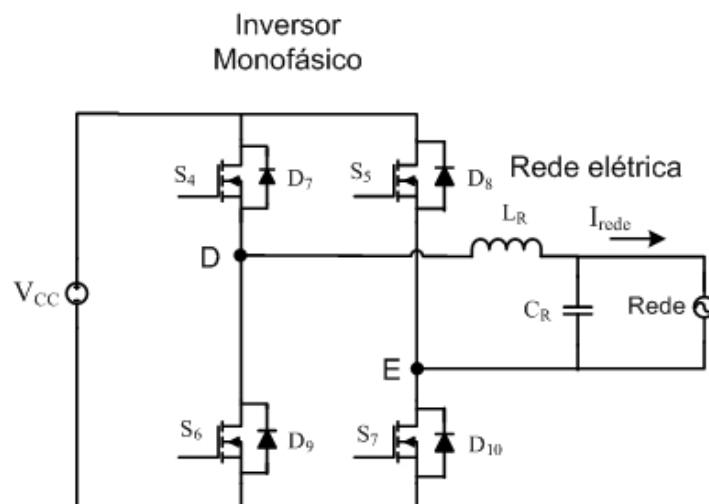 Inversor
Monofásico
S4
D7
S5
D8
Rede elétrica
LR
Irede
D
VCC
CR
Rede
E
S6
D9
S7
D10